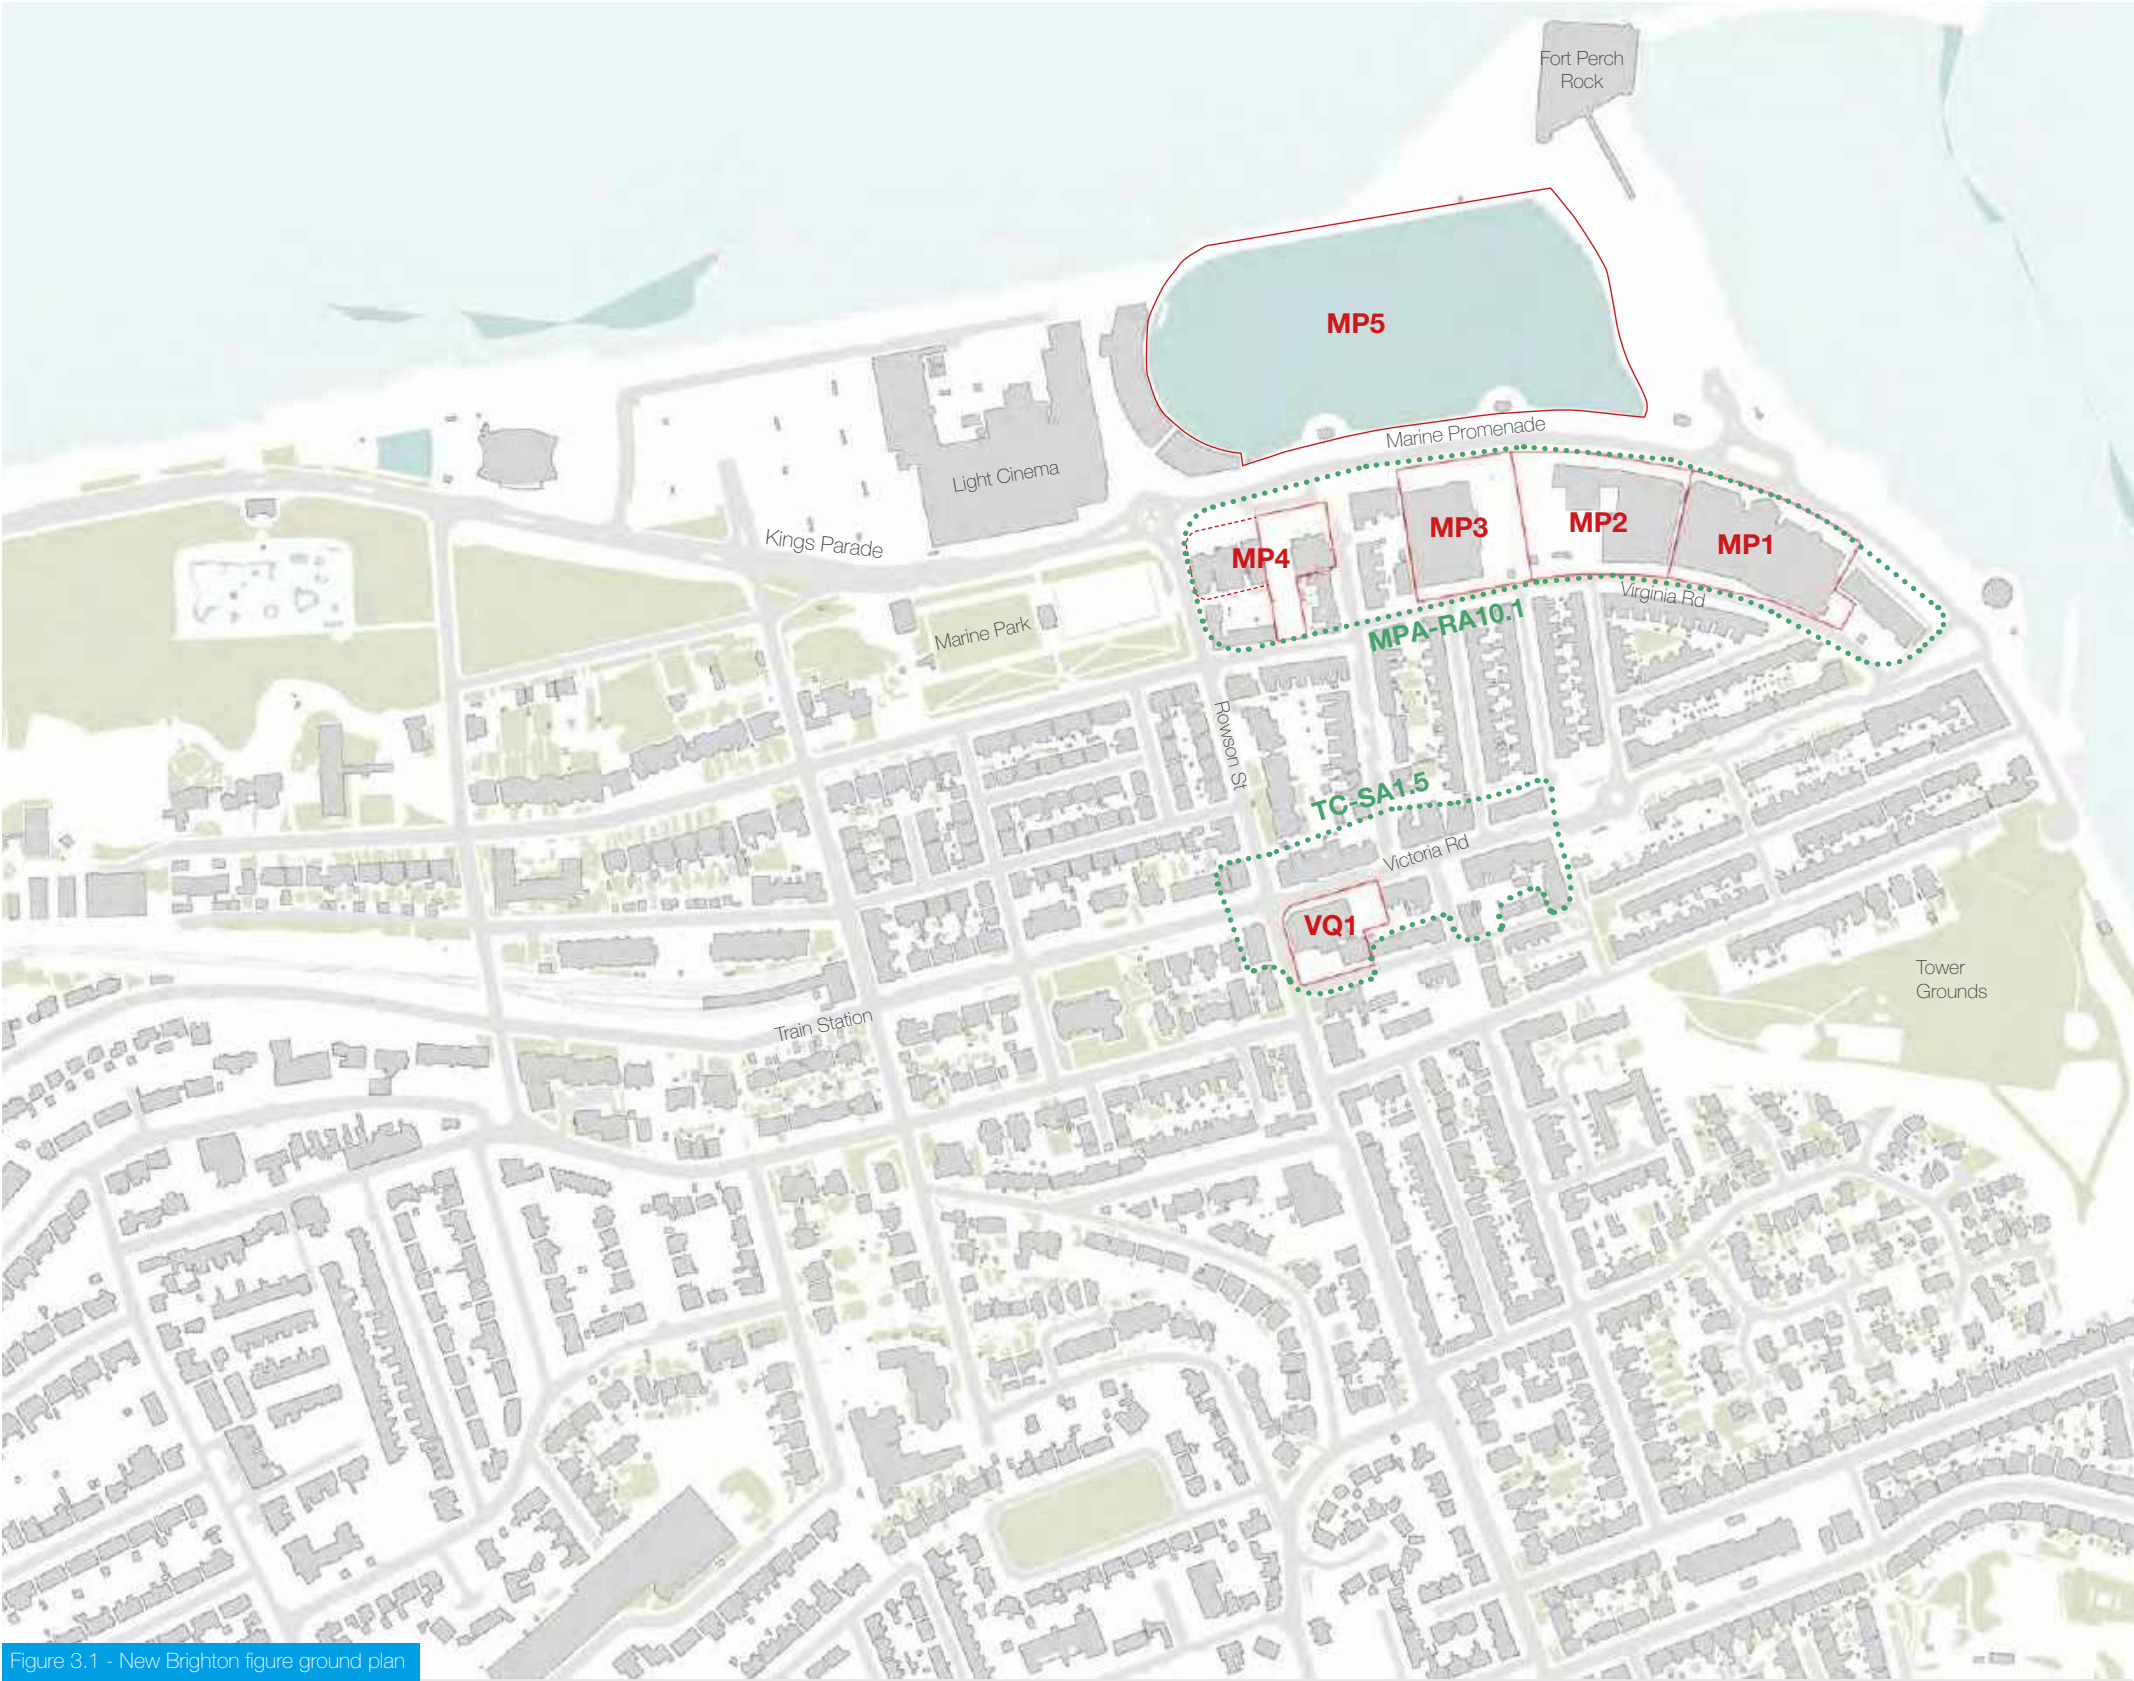 Fort Perch
Rock
MP5
Marine Promenade
Light Cinema
Kings Parade
MP4
MP3
MP2
MP1
Virginia Rd
MPA-RA10.1
Marine Park
Rowson St
TC-SA1.5
Victoria Rd
VQ1
Tower
Grounds
Train Station
Figure 3.1 - New Brighton figure ground plan